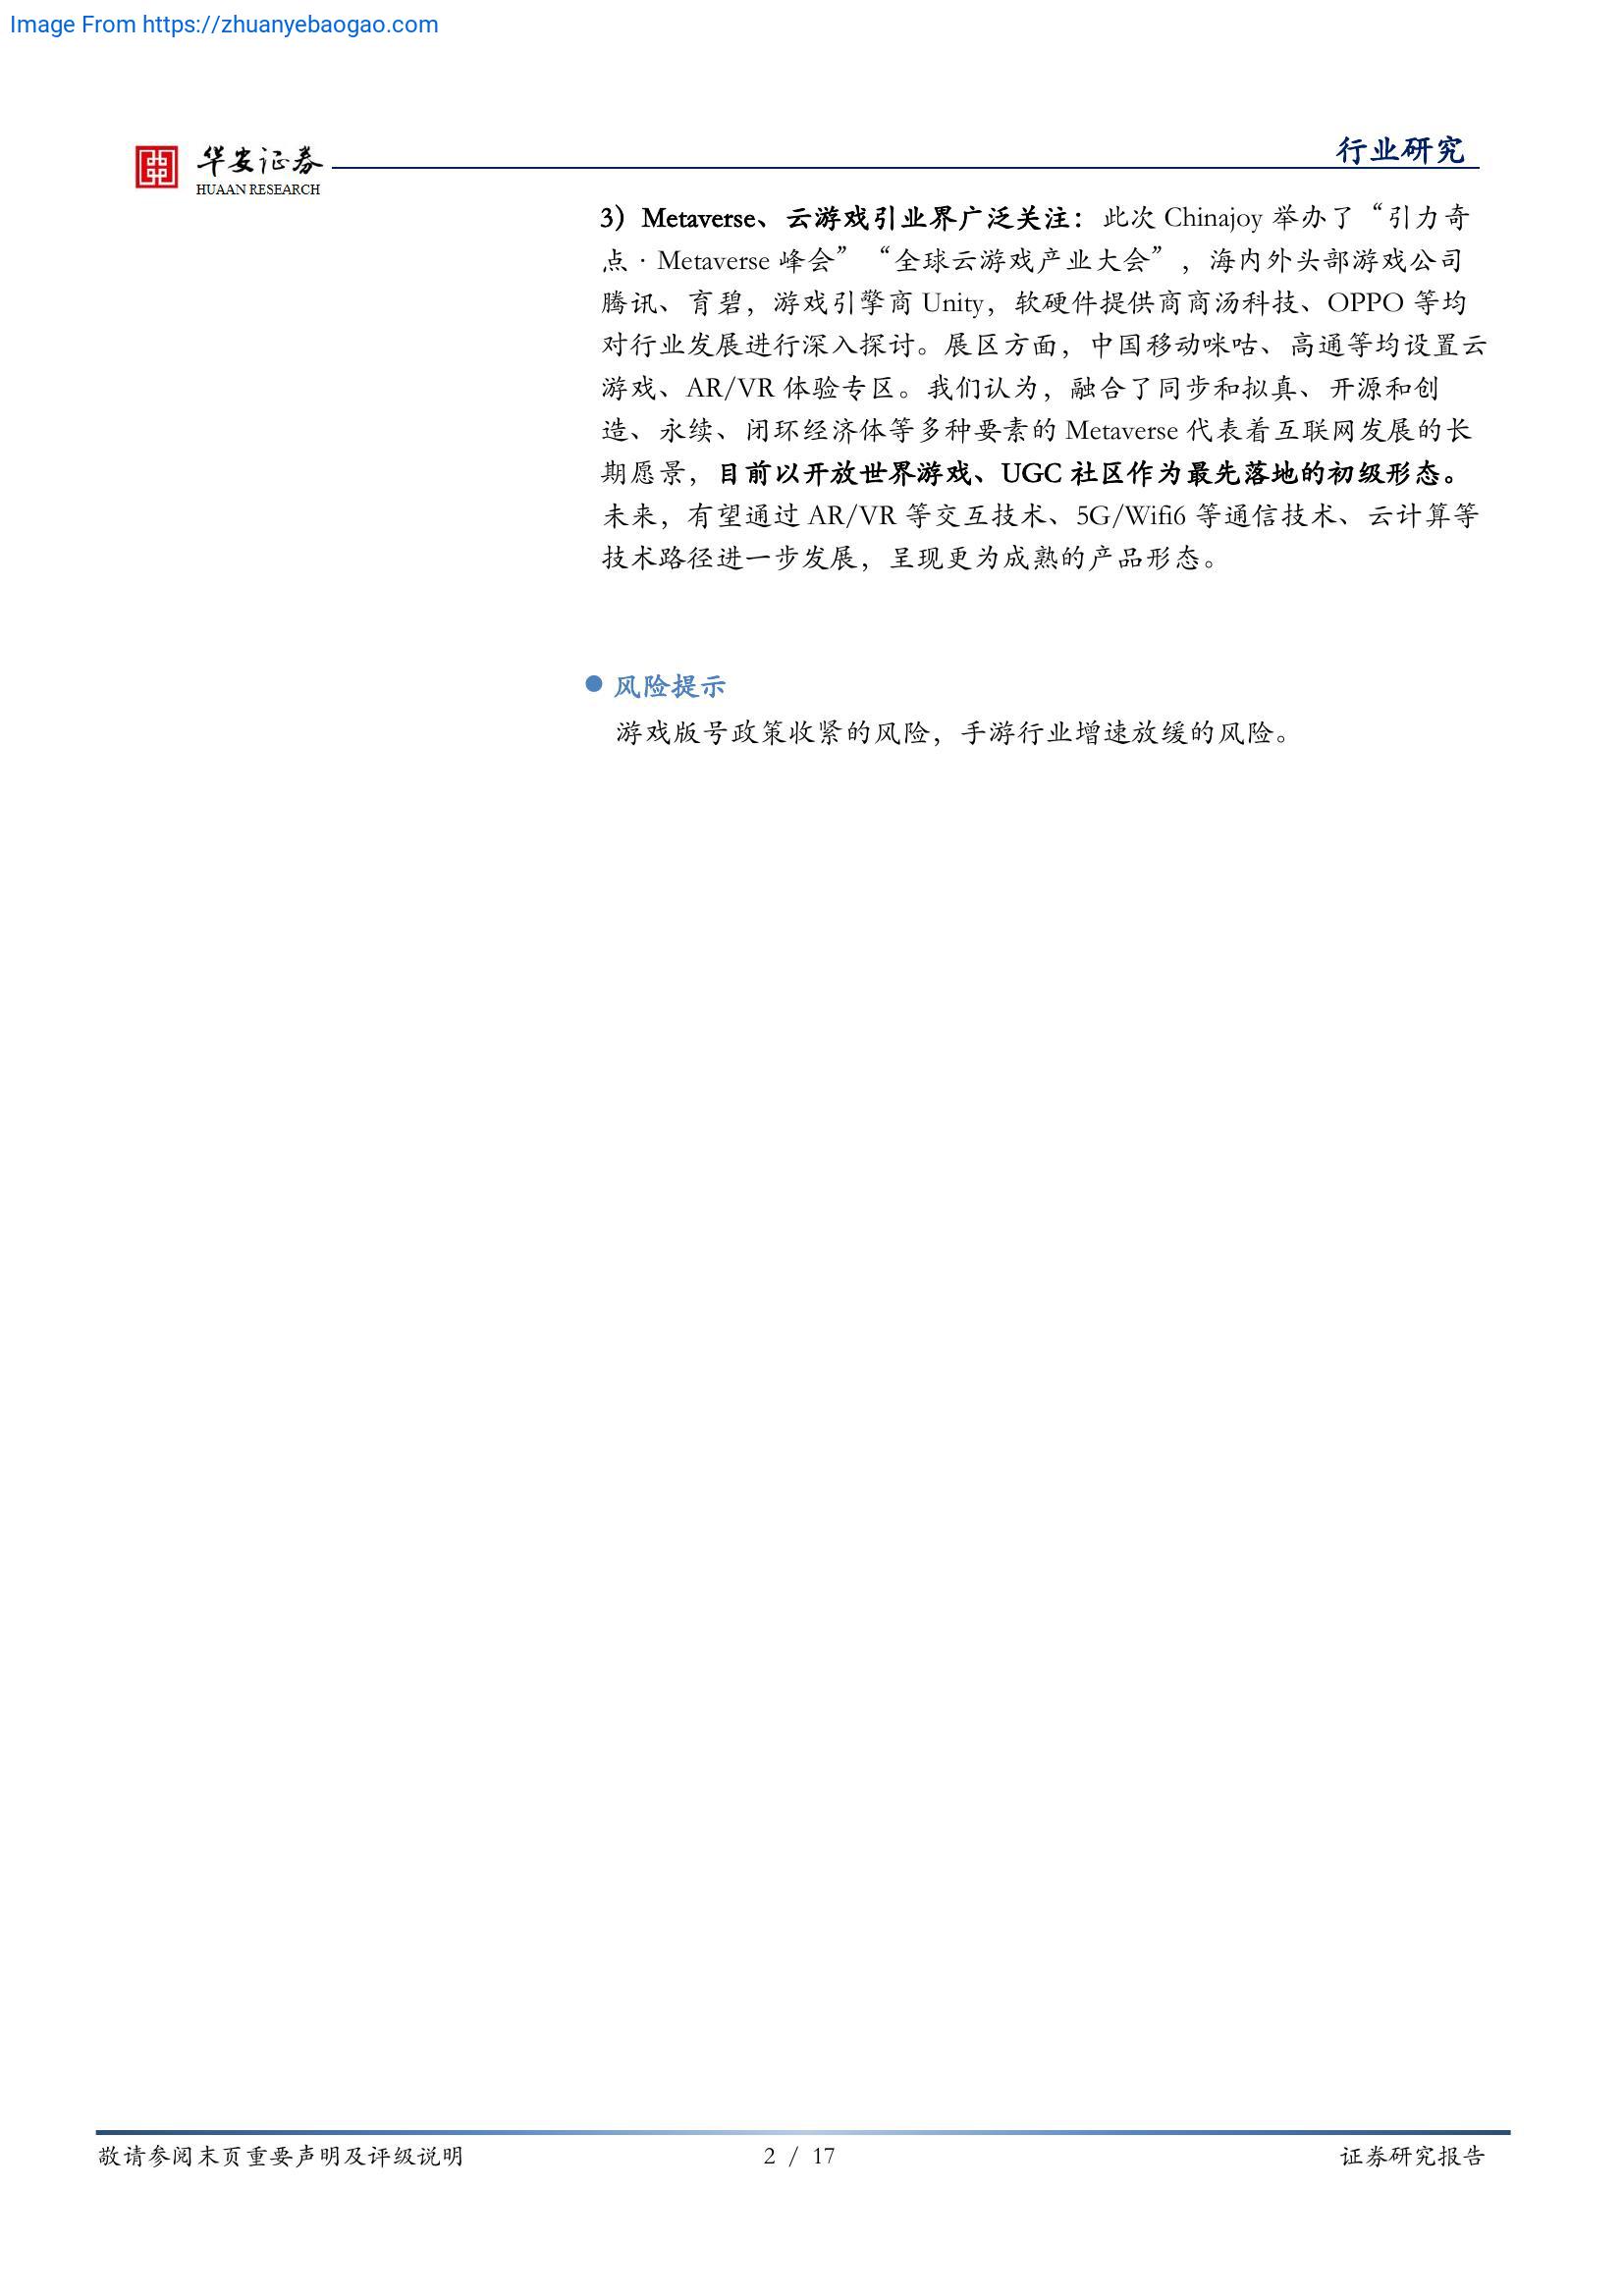 Image From https://zhuanyebaogao.com
华安证券
HUAAN RESEARCH
行业研究
3）Metaverse、云游戏引业界广泛关注：此次 Chinajoy 举办了“引力奇
点 · Metaverse 峰会”“全球云游戏产业大会”，海内外头部游戏公司
腾讯、育碧，游戏引擎商 Unity，软硬件提供商商汤科技、OPPO 等均
对行业发展进行深入探讨。展区方面，中国移动咪咕、高通等均设置云
游戏、AR/VR 体验专区。我们认为，融合了同步和拟真、开源和创
造、永续、闭环经济体等多种要素的 Metaverse 代表着互联网发展的长
期愿景，目前以开放世界游戏、UGC 社区作为最先落地的初级形态。
未来，有望通过 AR/VR 等交互技术、5G/Wifi6 等通信技术、云计算等
技术路径进一步发展，呈现更为成熟的产品形态。
风险提示
游戏版号政策收紧的风险，手游行业增速放缓的风险。
敬请参阅末页重要声明及评级说明
2 / 17
证券研究报告